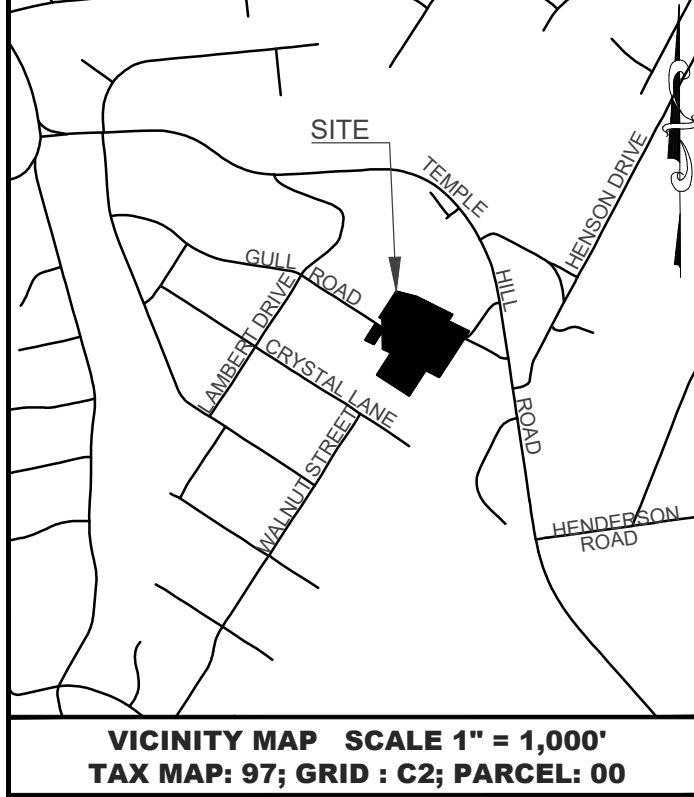 SITE
TEMPLE
HILL
ROAD
HENSON DRIVE
GULL ROAD
LAMBERT DRIVE
CRYSTAL LANE
WALNUT STREET
HENDERSON
ROAD
VICINITY MAP SCALE 1" = 1,000'
TAX MAP: 97; GRID : C2; PARCEL: 00